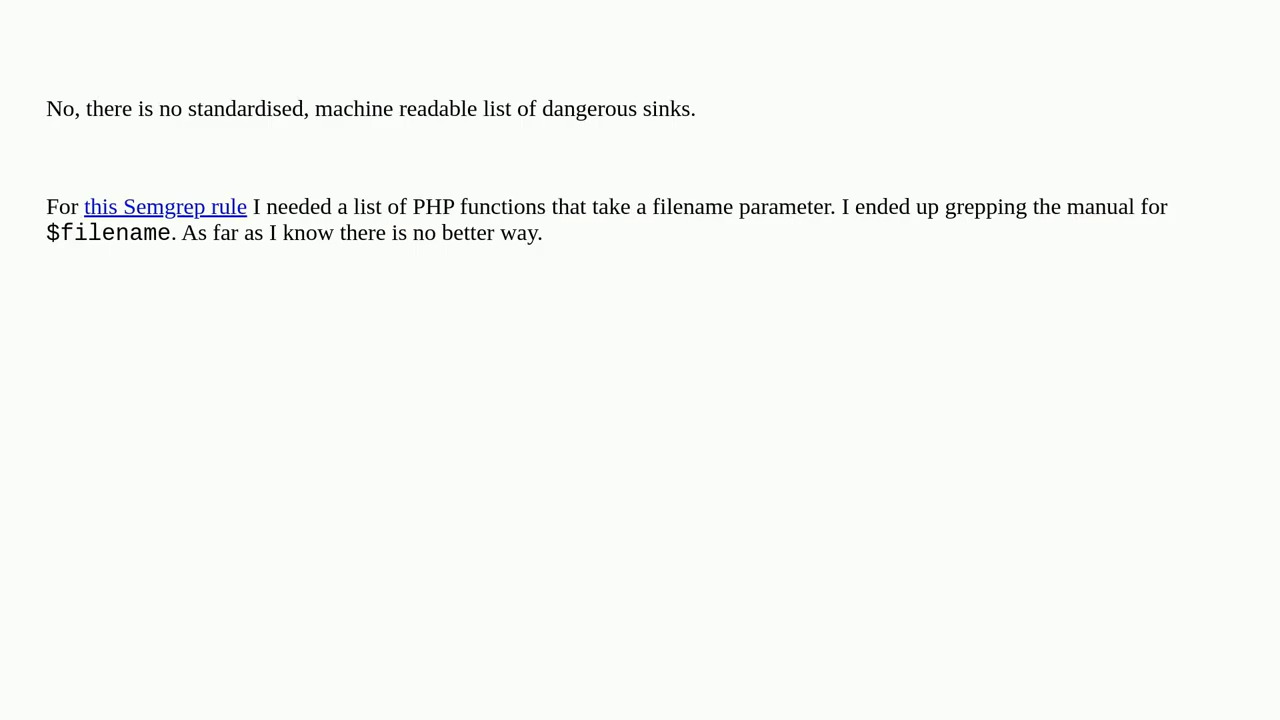 No, there is no standardised, machine readable list of dangerous sinks.
For this Semgrep rule I needed a list of PHP functions that take a filename parameter. I ended up grepping the manual for
$filename. As far as I know there is no better way.